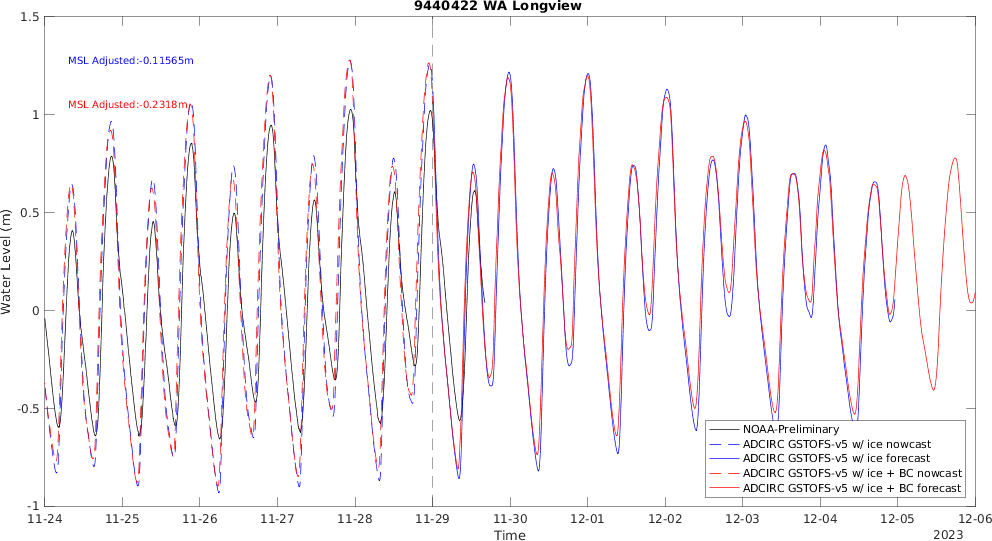 9440422 WA Longview
1.5
MSL Adjusted:-0.11565m
MSL Adjusted:-0.2318m
1
0.5
0
-0.5
-1
Water Level (m)
NOAA-Preliminary
ADCIRC GSTOFS-v5 w/ ice nowcast
ADCIRC GSTOFS-v5 w/ ice forecast
ADCIRC GSTOFS-v5 w/ ice + BC nowcast
ADCIRC GSTOFS-v5 w/ ice + BC forecast
11-24 11-25 11-26 11-27 11-28 11-29 11-30 12-01 12-02 12-03 12-04 12-05 12-06
Time
2023